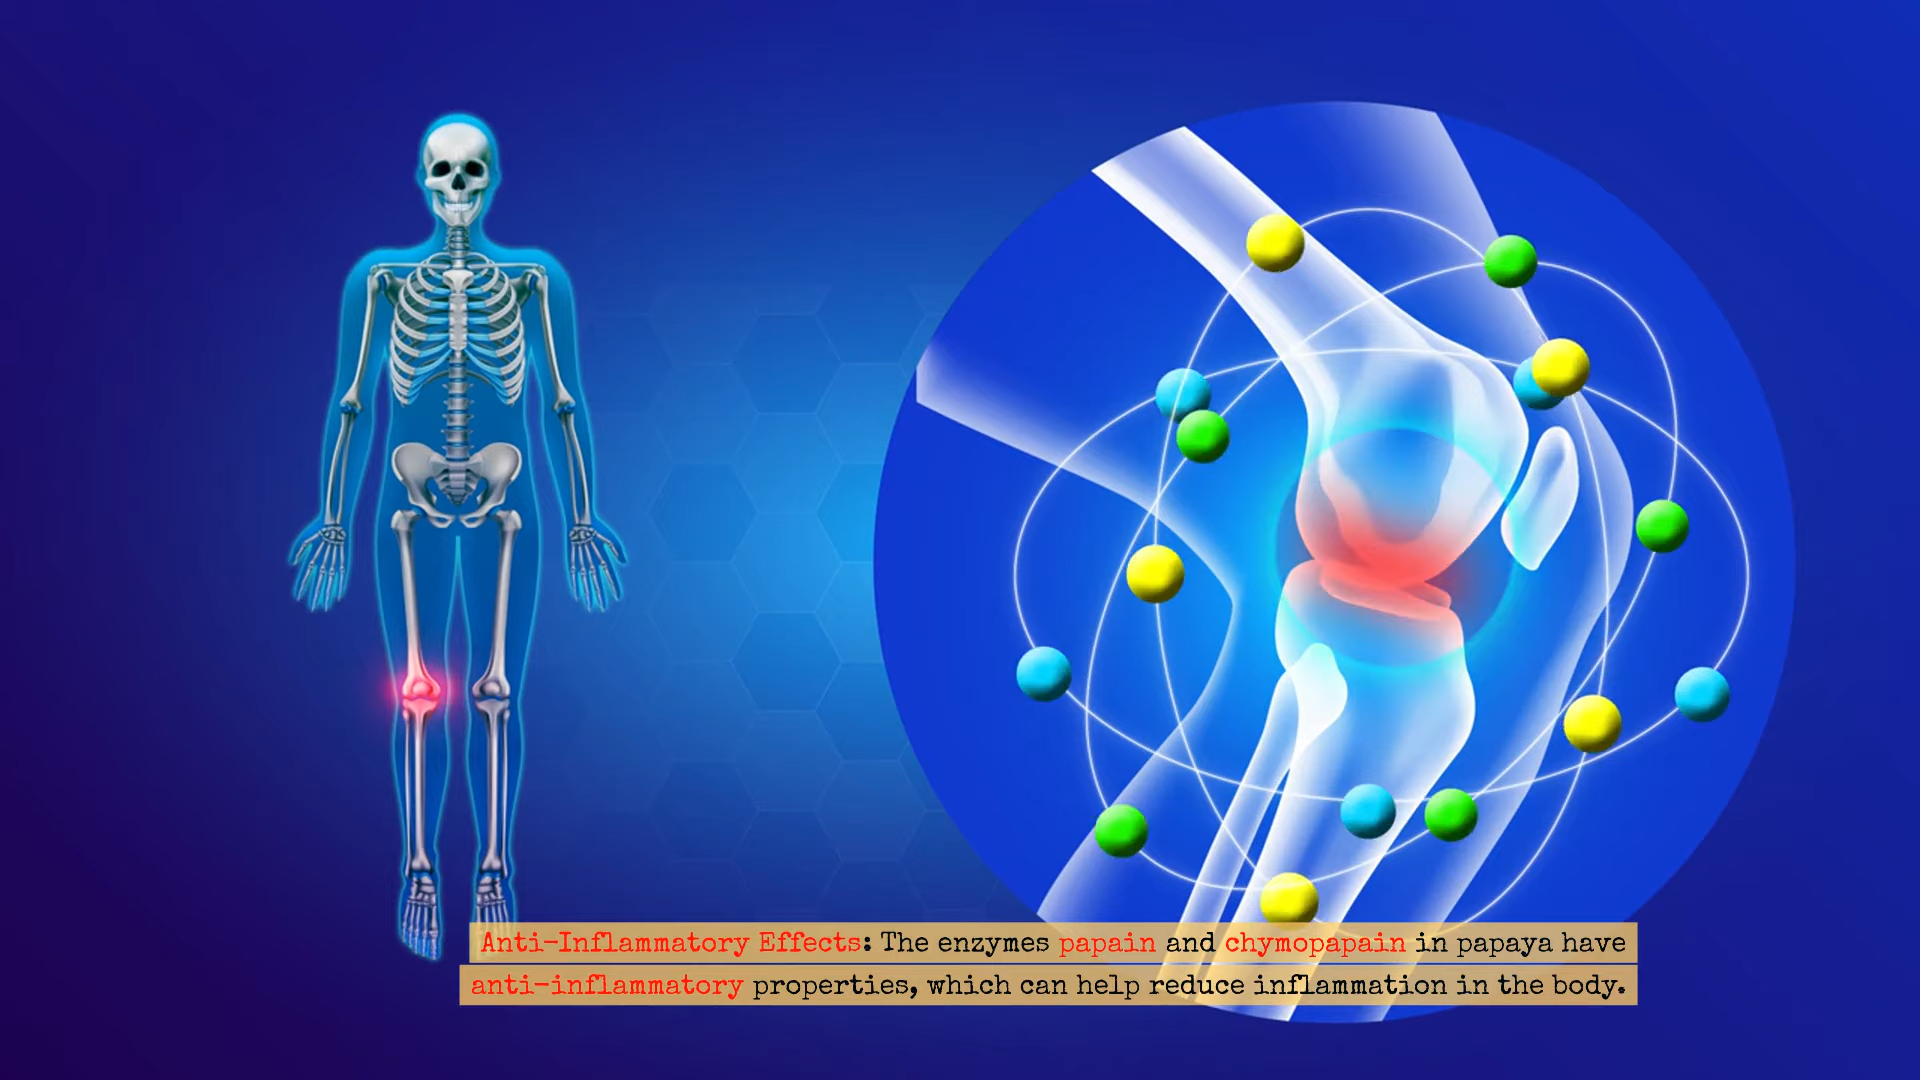 Anti-Inflammatory Effects: The enzymes papain and chymopapain in papaya have
anti-inflammatory properties, which can help reduce inflammation in the body.